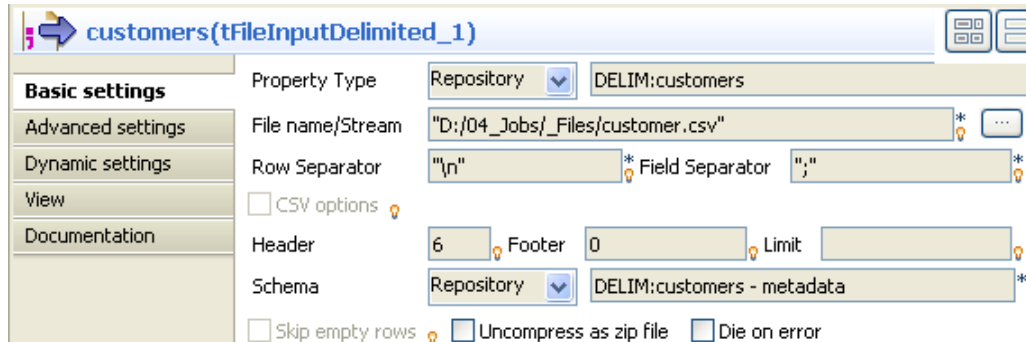 customers(tFileInputDelimited_1)
Basic settings
Advanced settings
Dynamic settings
View
Documentation
Property Type Repository DELIM:customers
File name/Stream "D:/04_Jobs/_Files/customer.csv" * ...
Row Separator "\n" * Field Separator ";" *
CSV options
Header 6 Footer 0 Limit
Schema Repository DELIM:customers - metadata *
Skip empty rows Uncompress as zip file Die on error